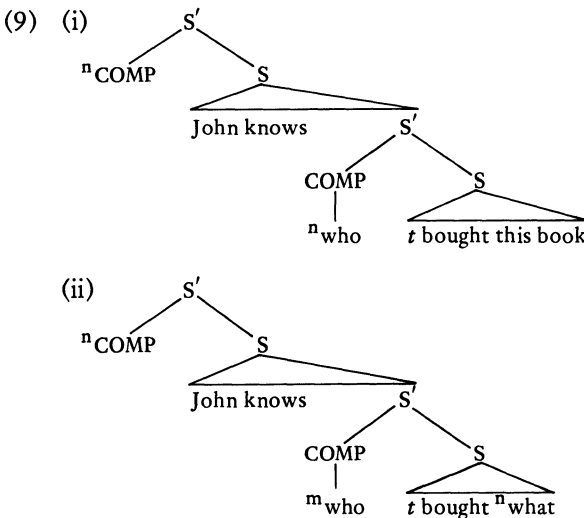 (9) (i) S′
ⁿCOMP S
John knows S′
COMP S
ⁿwho t bought this book
(ii) S′
ⁿCOMP S
John knows S′
COMP S
ᵐwho t bought ⁿwhat